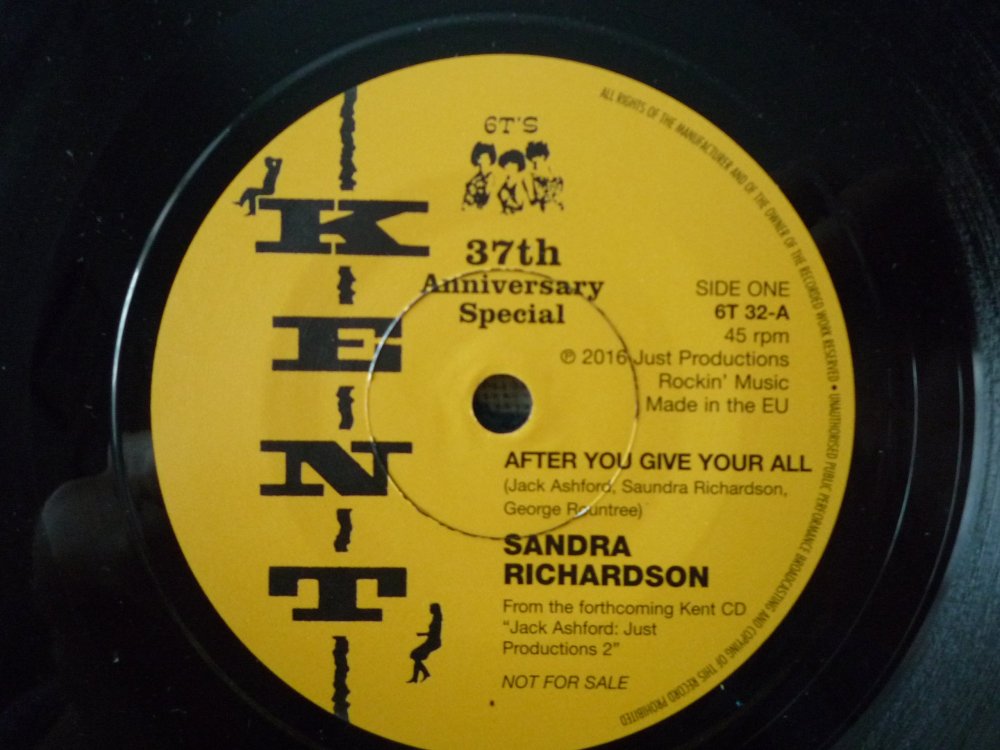 KENT
6T'S
37th
Anniversary
Special
SIDE ONE
6T 32-A
45 rpm
℗ 2016 Just Productions
Rockin' Music
Made in the EU
AFTER YOU GIVE YOUR ALL
(Jack Ashford, Saundra Richardson,
George Rountree)
SANDRA
RICHARDSON
From the forthcoming Kent CD
"Jack Ashford: Just
Productions 2"
NOT FOR SALE
ALL RIGHTS OF THE MANUFACTURER AND OF THE OWNER OF THE RECORDED WORK RESERVED • UNAUTHORISED PUBLIC PERFORMANCE BROADCASTING AND COPYING OF THIS RECORD PROHIBITED